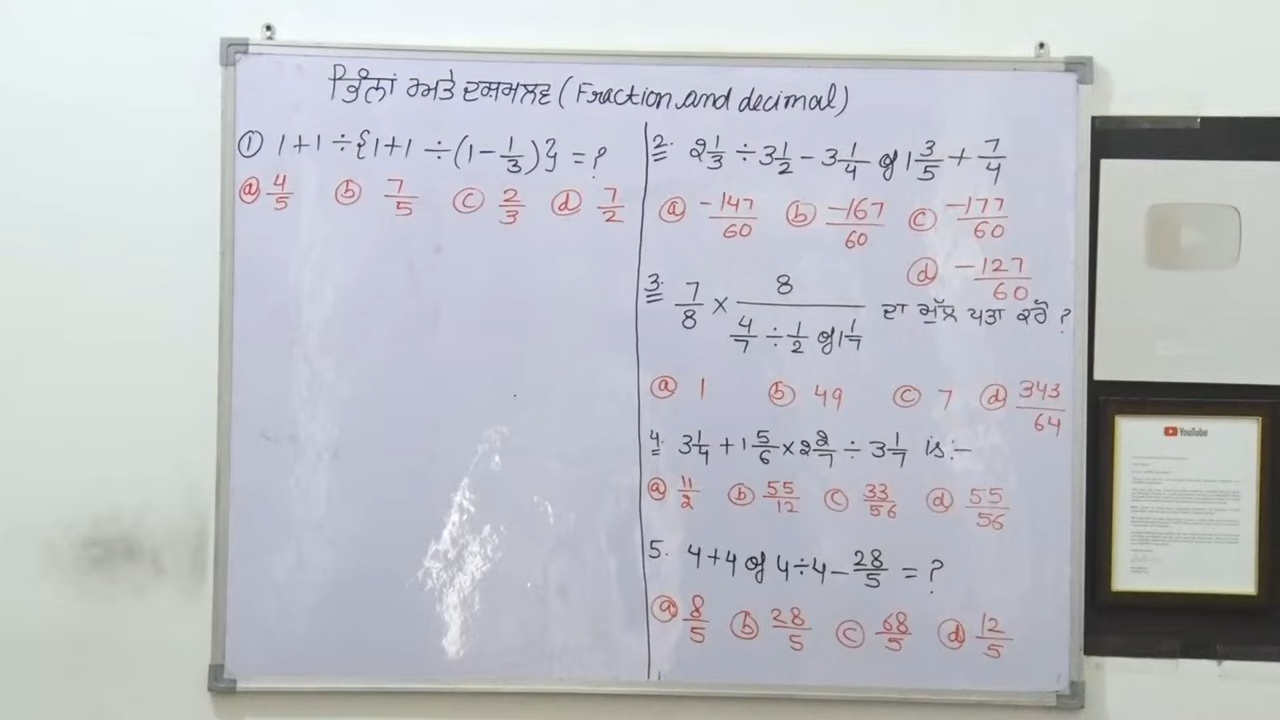 ਭਿੰਨਾਂ ਅਤੇ ਦਸ਼ਮਲਵ (Fraction and decimal)
① 1+1÷{1+1÷(1-1/3)} = ?
ⓐ 4/5 ⓑ 7/5 ⓒ 2/3 ⓓ 7/2
2. 2 1/3 ÷ 3 1/2 - 3 1/4 of 1 3/5 + 7/4
ⓐ -147/60 ⓑ -167/60 ⓒ -177/60
ⓓ -127/60
3. 7/8 × 8/(4/7 ÷ 1/2 of 1 1/7) ਦਾ ਮੁੱਲ ਪਤਾ ਕਰੋ ?
ⓐ 1 ⓑ 49 ⓒ 7 ⓓ 343/64
4. 3 1/4 + 1 5/6 × 2 2/7 ÷ 3 1/7 is:-
ⓐ 11/2 ⓑ 55/12 ⓒ 33/56 ⓓ 55/56
5. 4+4 of 4÷4-28/5 = ?
ⓐ 8/5 ⓑ 28/5 ⓒ 68/5 ⓓ 12/5
YouTube